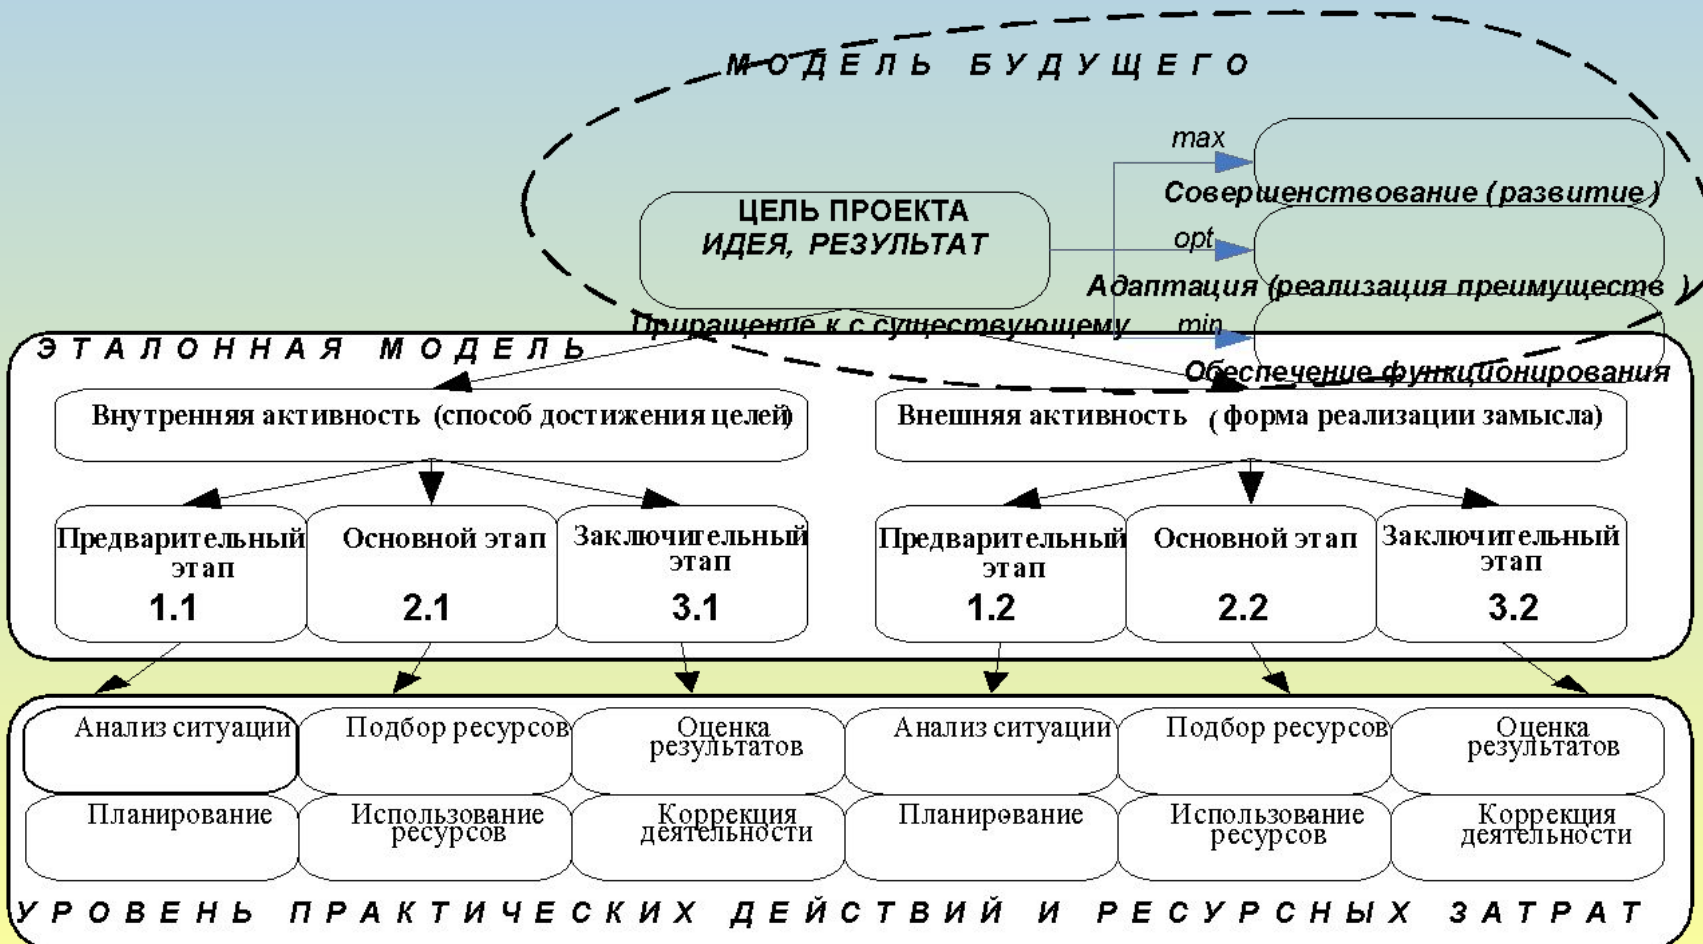 МОДЕЛЬ БУДУЩЕГО
max
Совершенствование (развитие)
ЦЕЛЬ ПРОЕКТА
ИДЕЯ, РЕЗУЛЬТАТ
opt
Адаптация (реализация преимуществ )
Приращение к с существующему
min
Обеспечение функционирования
ЭТАЛОННАЯ МОДЕЛЬ
Внутренняя активность (способ достижения целей)
Внешняя активность (форма реализации замысла)
Предварительный
этап
1.1
Основной этап
2.1
Заключительный
этап
3.1
Предварительный
этап
1.2
Основной этап
2.2
Заключительный
этап
3.2
Анализ ситуации
Подбор ресурсов
Оценка
результатов
Анализ ситуации
Подбор ресурсов
Оценка
результатов
Планирование
Использование
ресурсов
Коррекция
деятельности
Планирование
Использование
ресурсов
Коррекция
деятельности
УРОВЕНЬ ПРАКТИЧЕСКИХ ДЕЙСТВИЙ И РЕСУРСНЫХ ЗАТРАТ